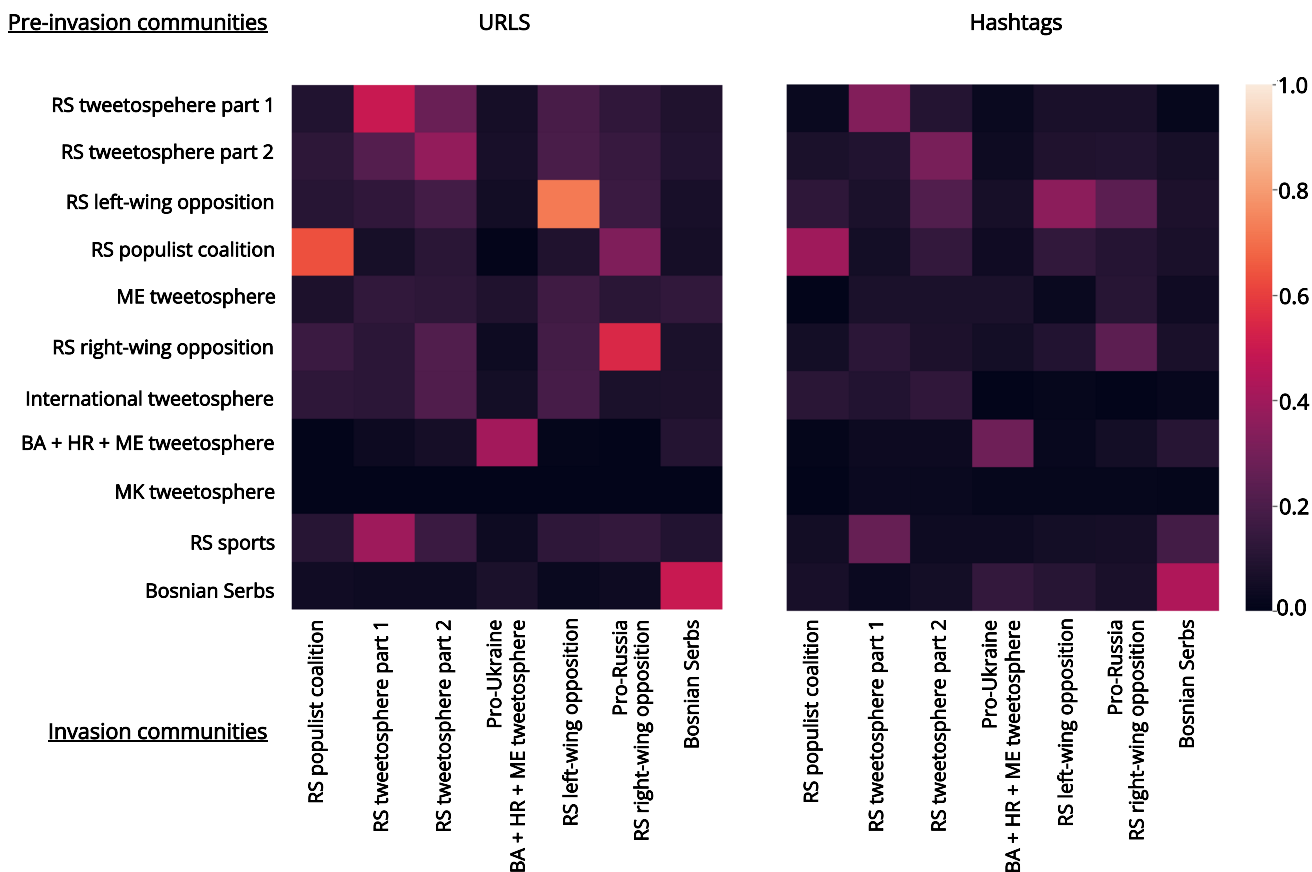 Pre-invasion communities
URLS
Hashtags
RS tweetospehere part 1
RS tweetosphere part 2
RS left-wing opposition
RS populist coalition
ME tweetosphere
RS right-wing opposition
International tweetosphere
BA + HR + ME tweetosphere
MK tweetosphere
RS sports
Bosnian Serbs
1.0
0.8
0.6
0.4
0.2
0.0
Invasion communities
RS populist coalition
RS tweetosphere part 1
RS tweetosphere part 2
Pro-Ukraine
BA + HR + ME tweetosphere
RS left-wing opposition
Pro-Russia
RS right-wing opposition
Bosnian Serbs
RS populist coalition
RS tweetosphere part 1
RS tweetosphere part 2
Pro-Ukraine
BA + HR + ME tweetosphere
RS left-wing opposition
Pro-Russia
RS right-wing opposition
Bosnian Serbs